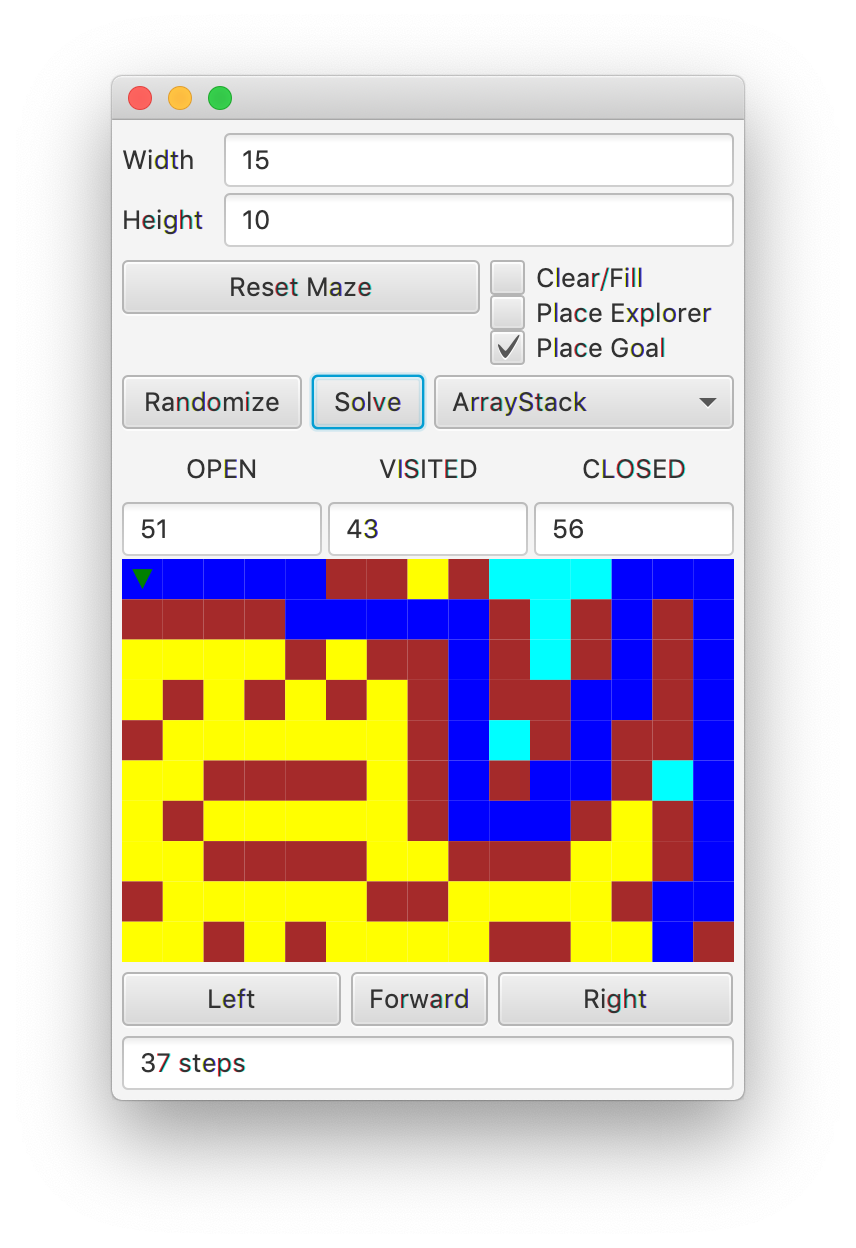 Width 15
Height 10
Reset Maze
Clear/Fill
Place Explorer
Place Goal
Randomize Solve ArrayStack
OPEN VISITED CLOSED
51 43 56
Left Forward Right
37 steps